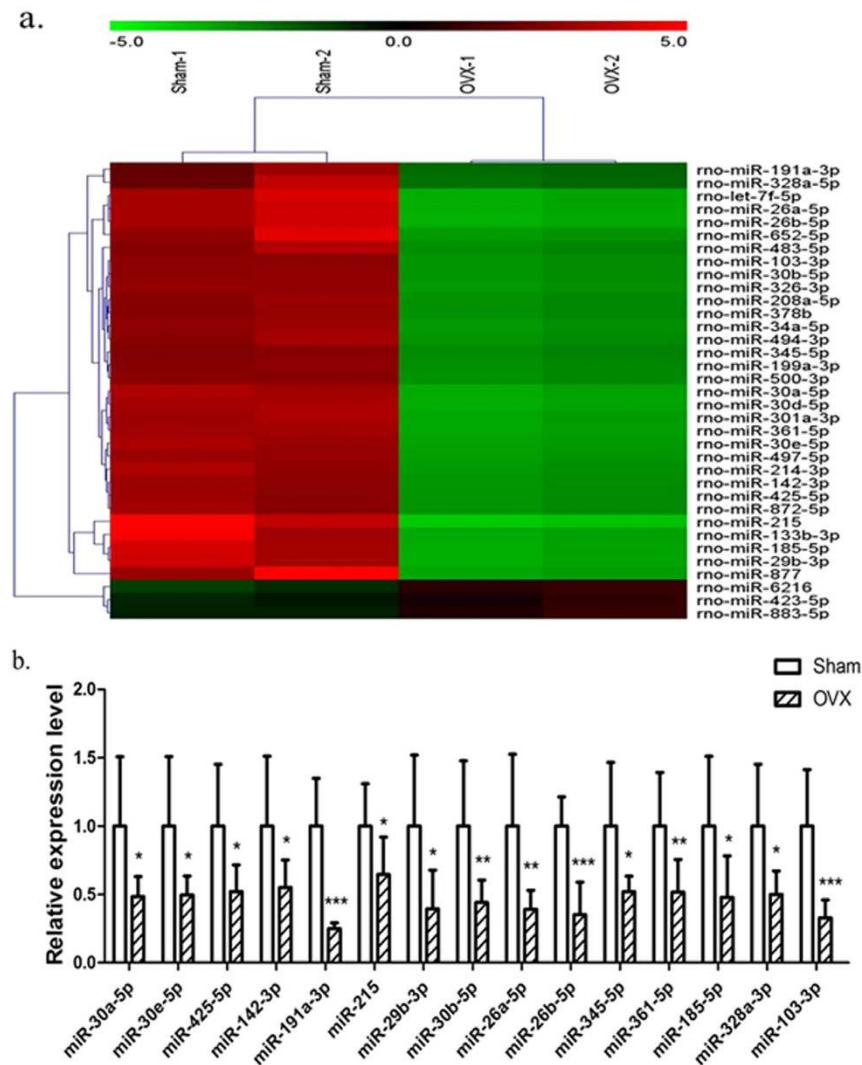 a.
-5.0 0.0 5.0
Sham-1 Sham-2 OVX-1 OVX-2
rno-miR-191a-3p
rno-miR-328a-5p
rno-let-7f-5p
rno-miR-26a-5p
rno-miR-26b-5p
rno-miR-652-5p
rno-miR-483-5p
rno-miR-103-3p
rno-miR-30b-5p
rno-miR-326-3p
rno-miR-208a-5p
rno-miR-378b
rno-miR-34a-5p
rno-miR-494-3p
rno-miR-345-5p
rno-miR-199a-3p
rno-miR-500-3p
rno-miR-30a-5p
rno-miR-30d-5p
rno-miR-301a-3p
rno-miR-361-5p
rno-miR-30e-5p
rno-miR-497-5p
rno-miR-214-3p
rno-miR-142-3p
rno-miR-425-5p
rno-miR-872-5p
rno-miR-215
rno-miR-133b-3p
rno-miR-185-5p
rno-miR-29b-3p
rno-miR-877
rno-miR-6216
rno-miR-423-5p
rno-miR-883-5p
b.
Sham
OVX
Relative expression level
2.0
1.5
1.0
0.5
0.0
* * * * *** * * ** ** *** * ** * * ***
miR-30a-5p miR-30e-5p miR-425-5p miR-142-3p miR-191a-3p miR-215 miR-29b-3p miR-30b-5p miR-26a-5p miR-26b-5p miR-345-5p miR-361-5p miR-185-5p miR-328a-3p miR-103-3p